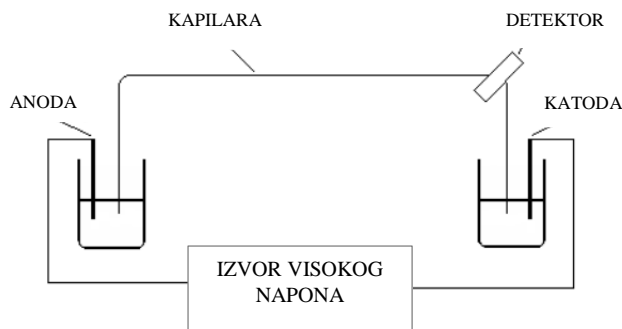 KAPILARA
DETEKTOR
ANODA
KATODA
IZVOR VISOKOG
NAPONA